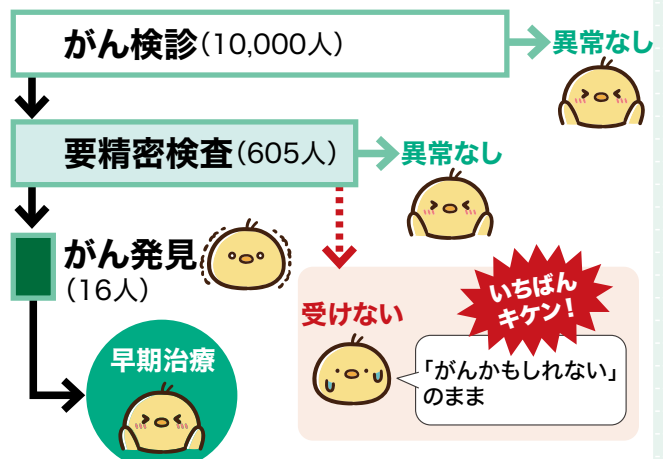 がん検診(10,000人)
異常なし
要精密検査(605人)
異常なし
がん発見
(16人)
早期治療
受けない
いちばん
キケン!
「がんかもしれない」
のまま